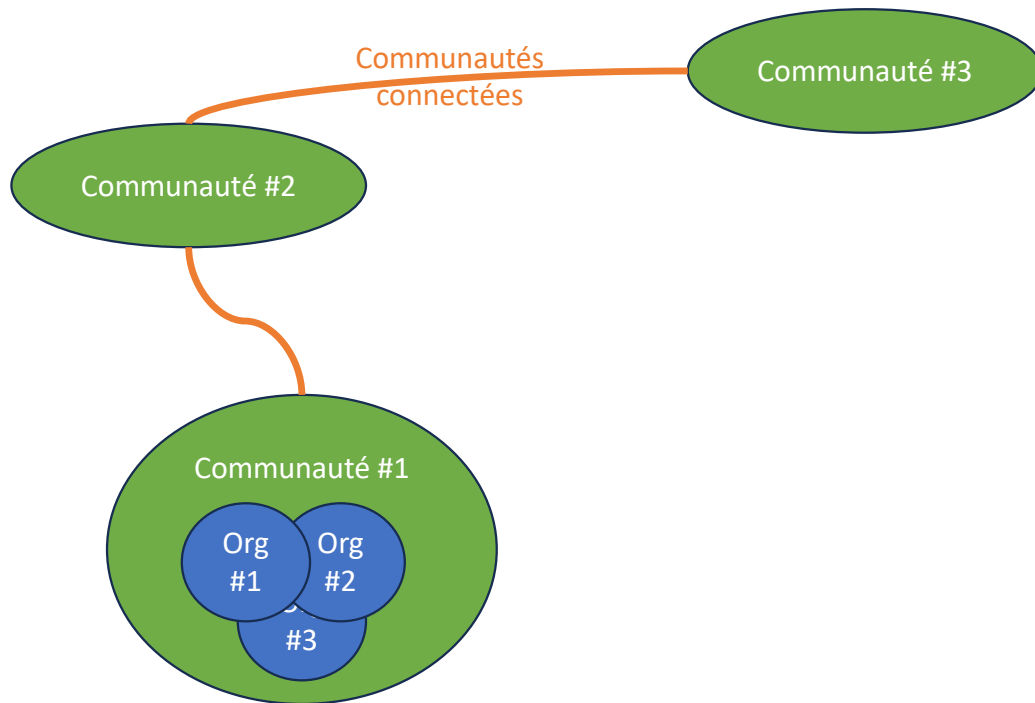 Communautés
connectées
Communauté #3
Communauté #2
Communauté #1
Org
#1
Org
#2
#3